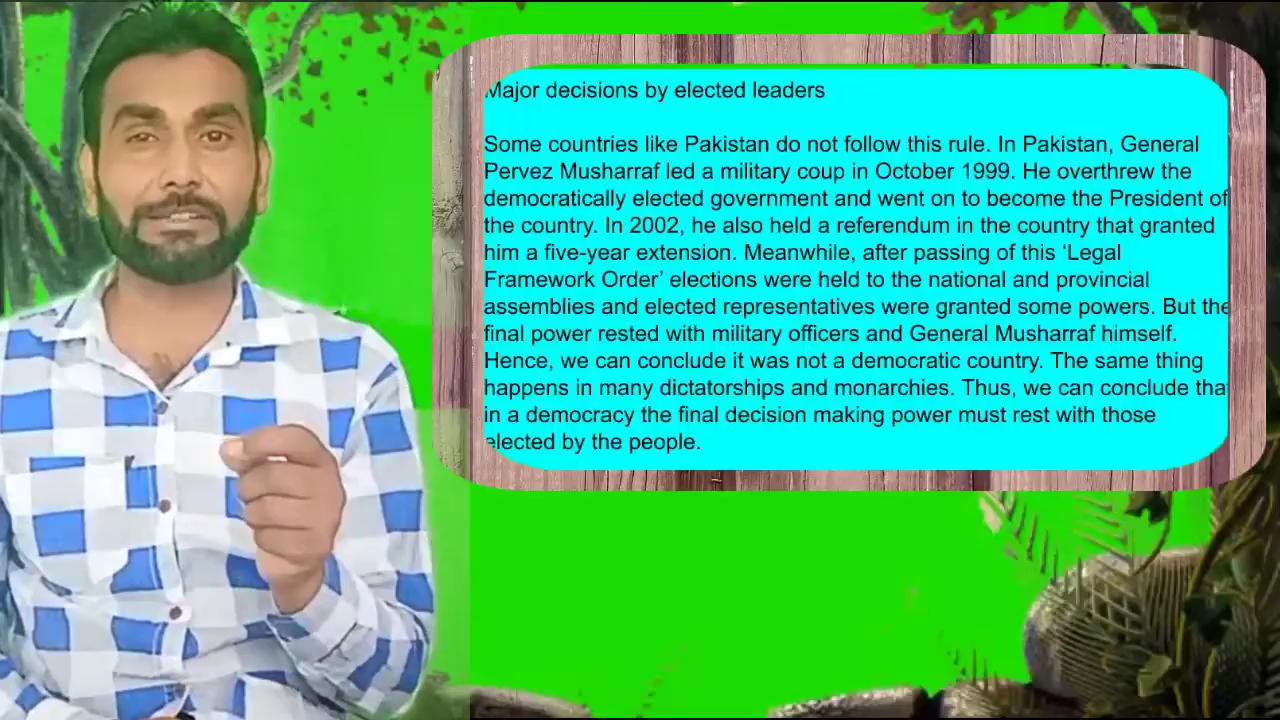 Major decisions by elected leaders
Some countries like Pakistan do not follow this rule. In Pakistan, General
Pervez Musharraf led a military coup in October 1999. He overthrew the
democratically elected government and went on to become the President of
the country. In 2002, he also held a referendum in the country that granted
him a five-year extension. Meanwhile, after passing of this ‘Legal
Framework Order’ elections were held to the national and provincial
assemblies and elected representatives were granted some powers. But the
final power rested with military officers and General Musharraf himself.
Hence, we can conclude it was not a democratic country. The same thing
happens in many dictatorships and monarchies. Thus, we can conclude that
in a democracy the final decision making power must rest with those
elected by the people.